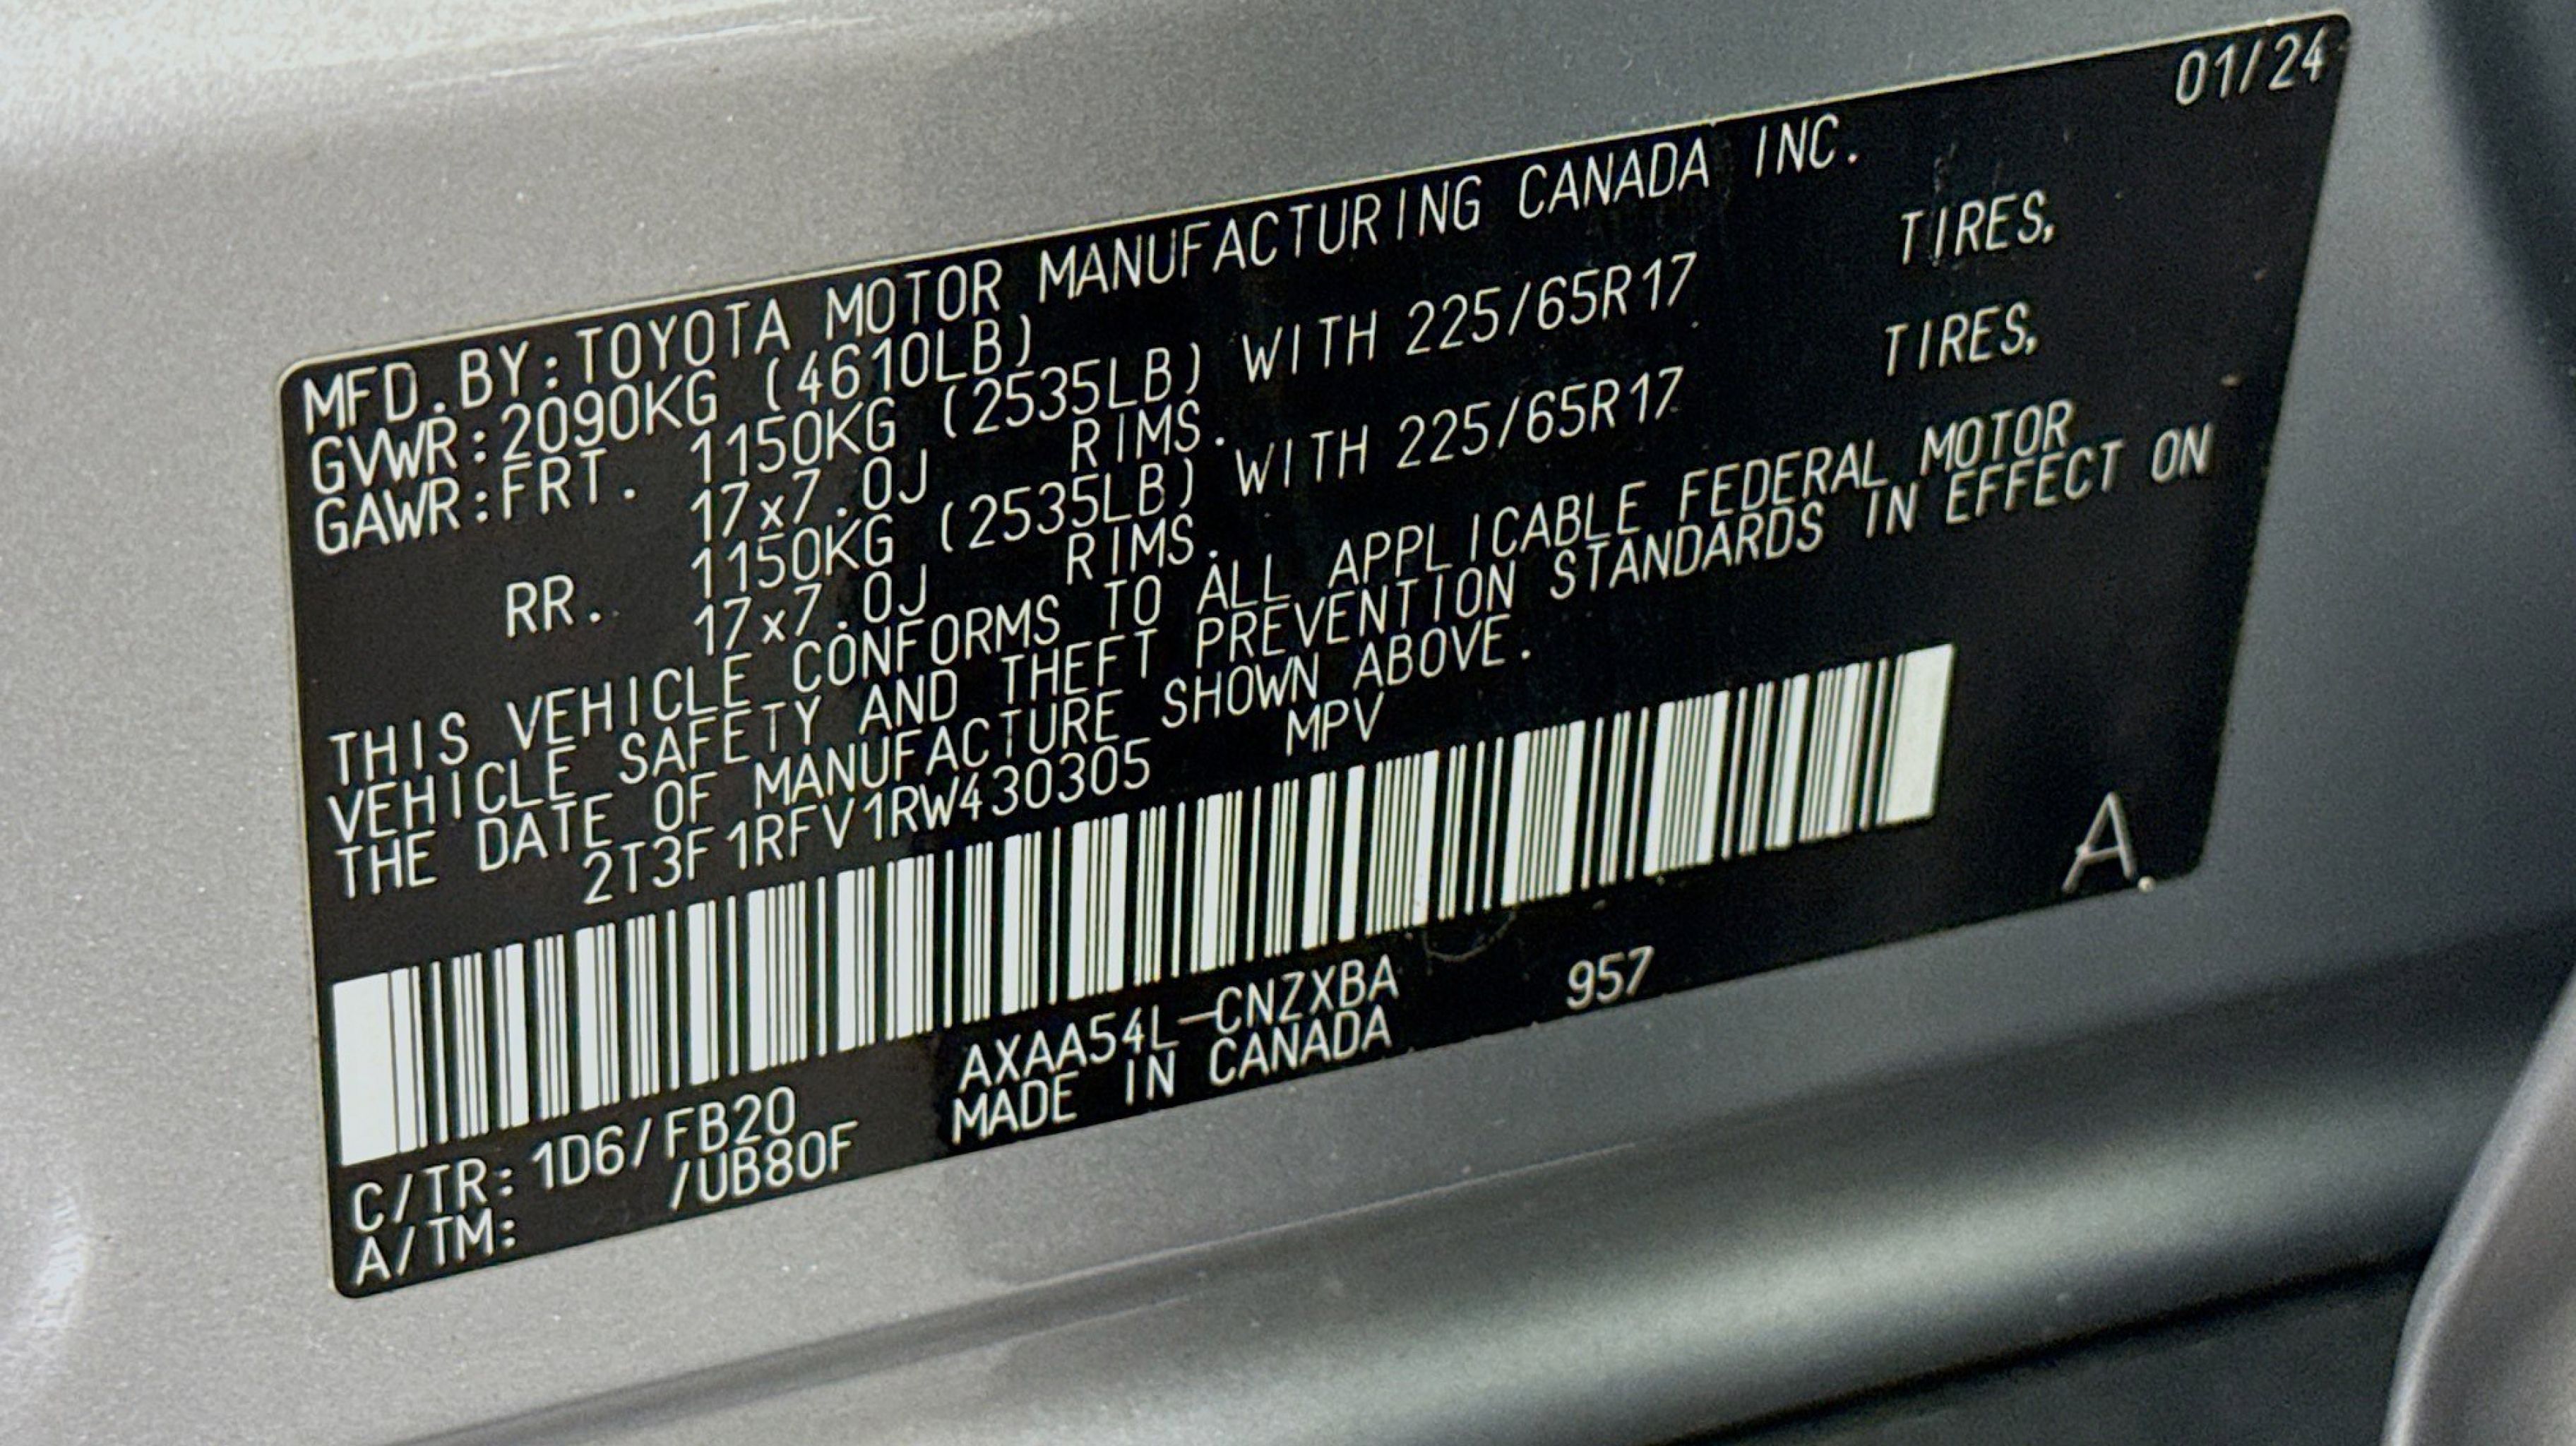 01/24
MFD.BY:TOYOTA MOTOR MANUFACTURING CANADA INC.
GVWR:2090KG (4610LB)
GAWR:FRT. 1150KG (2535LB) WITH 225/65R17 TIRES,
17x7.0J RIMS.
RR. 1150KG (2535LB) WITH 225/65R17 TIRES,
17x7.0J RIMS.
THIS VEHICLE CONFORMS TO ALL APPLICABLE FEDERAL MOTOR
VEHICLE SAFETY AND THEFT PREVENTION STANDARDS IN EFFECT ON
THE DATE OF MANUFACTURE SHOWN ABOVE.
2T3F1RFV1RW430305 MPV
A.
C/TR: 1D6/FB20 AXAA54L-CNZXBA 957
A/TM: /UB80F MADE IN CANADA